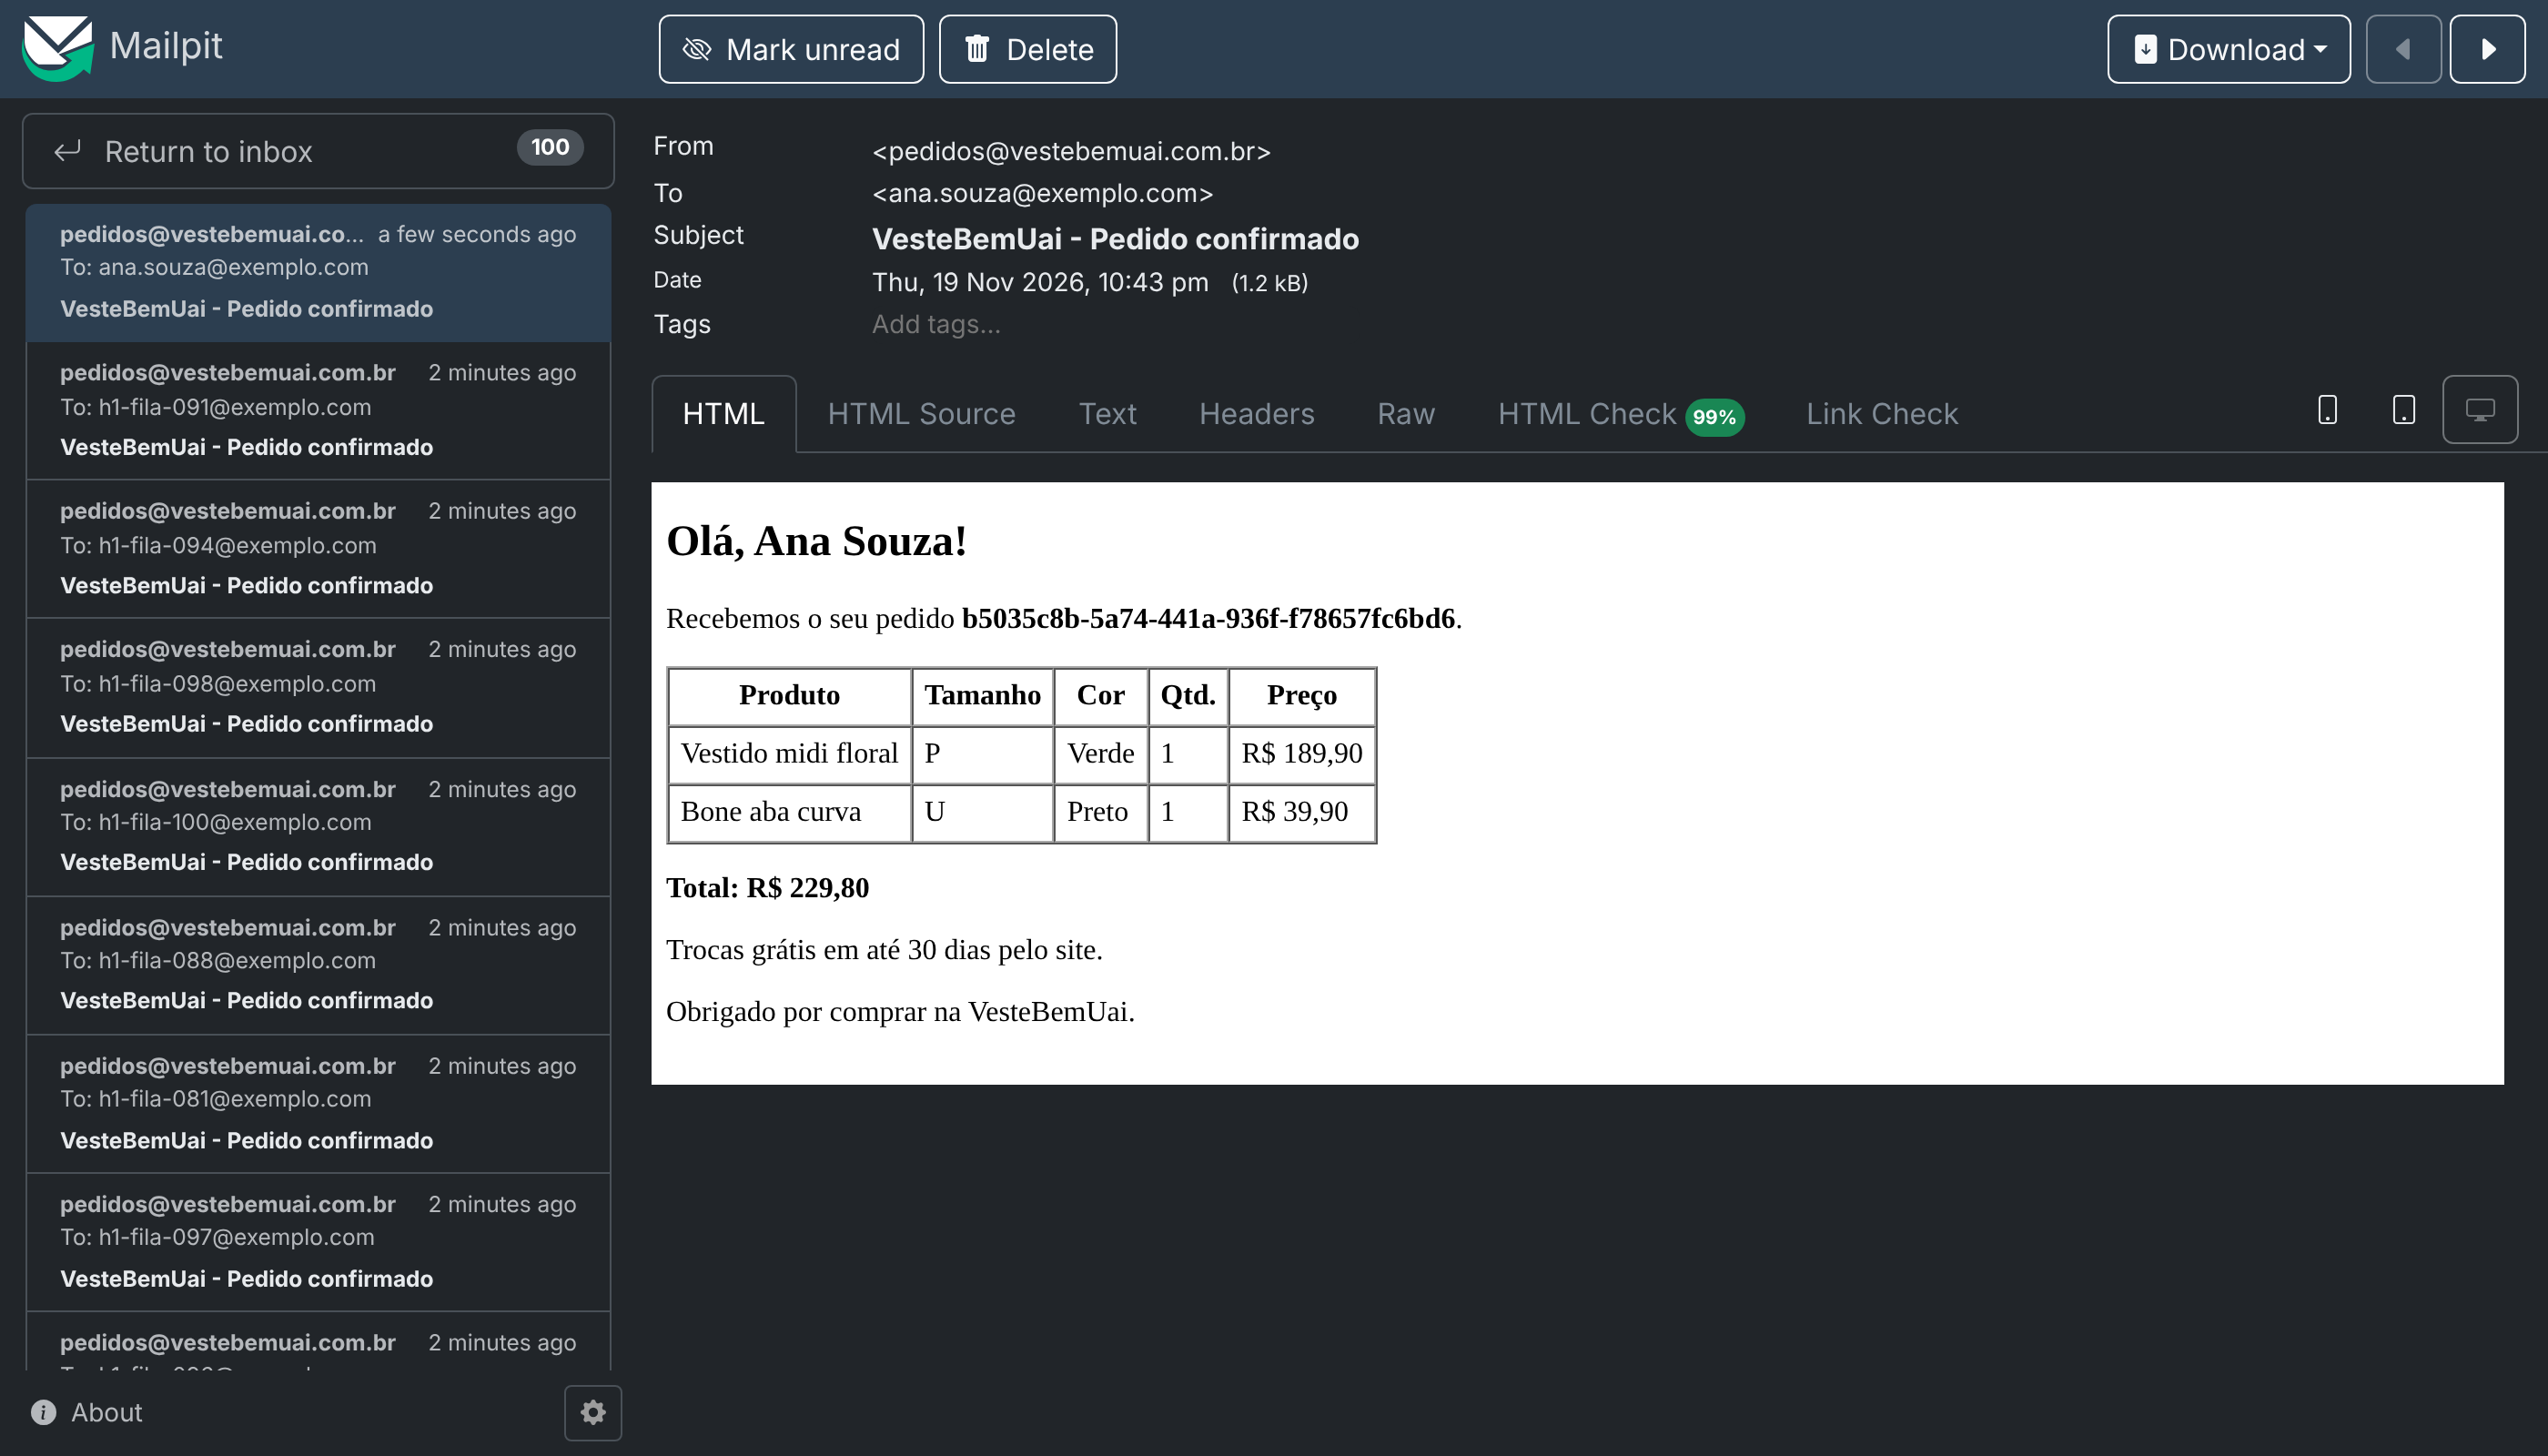 Mailpit
Mark unread
Delete
Download
Return to inbox 100
pedidos@vestebemuai.co... a few seconds ago
To: ana.souza@exemplo.com
VesteBemUai - Pedido confirmado
pedidos@vestebemuai.com.br 2 minutes ago
To: h1-fila-091@exemplo.com
VesteBemUai - Pedido confirmado
pedidos@vestebemuai.com.br 2 minutes ago
To: h1-fila-094@exemplo.com
VesteBemUai - Pedido confirmado
pedidos@vestebemuai.com.br 2 minutes ago
To: h1-fila-098@exemplo.com
VesteBemUai - Pedido confirmado
pedidos@vestebemuai.com.br 2 minutes ago
To: h1-fila-100@exemplo.com
VesteBemUai - Pedido confirmado
pedidos@vestebemuai.com.br 2 minutes ago
To: h1-fila-088@exemplo.com
VesteBemUai - Pedido confirmado
pedidos@vestebemuai.com.br 2 minutes ago
To: h1-fila-081@exemplo.com
VesteBemUai - Pedido confirmado
pedidos@vestebemuai.com.br 2 minutes ago
To: h1-fila-097@exemplo.com
VesteBemUai - Pedido confirmado
pedidos@vestebemuai.com.br 2 minutes ago
About
From <pedidos@vestebemuai.com.br>
To <ana.souza@exemplo.com>
Subject VesteBemUai - Pedido confirmado
Date Thu, 19 Nov 2026, 10:43 pm (1.2 kB)
Tags Add tags...
HTML HTML Source Text Headers Raw HTML Check 99% Link Check
Olá, Ana Souza!
Recebemos o seu pedido b5035c8b-5a74-441a-936f-f78657fc6bd6.
Produto Tamanho Cor Qtd. Preço
Vestido midi floral P Verde 1 R$ 189,90
Bone aba curva U Preto 1 R$ 39,90
Total: R$ 229,80
Trocas grátis em até 30 dias pelo site.
Obrigado por comprar na VesteBemUai.